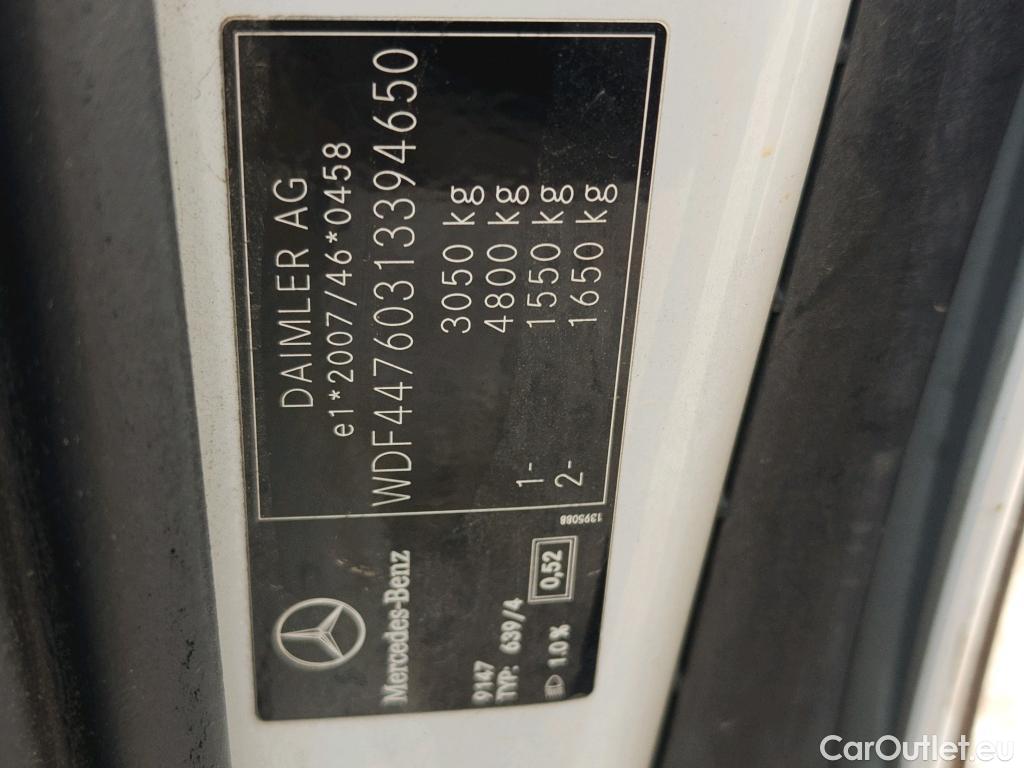 DAIMLER AG
e1*2007/46*0458
WDF44760313394650
3050 kg
4800 kg
1- 1550 kg
2- 1650 kg
1395088
Mercedes-Benz
9147
TYP: 639/4
1.0 %
0,52
CarOutlet.eu